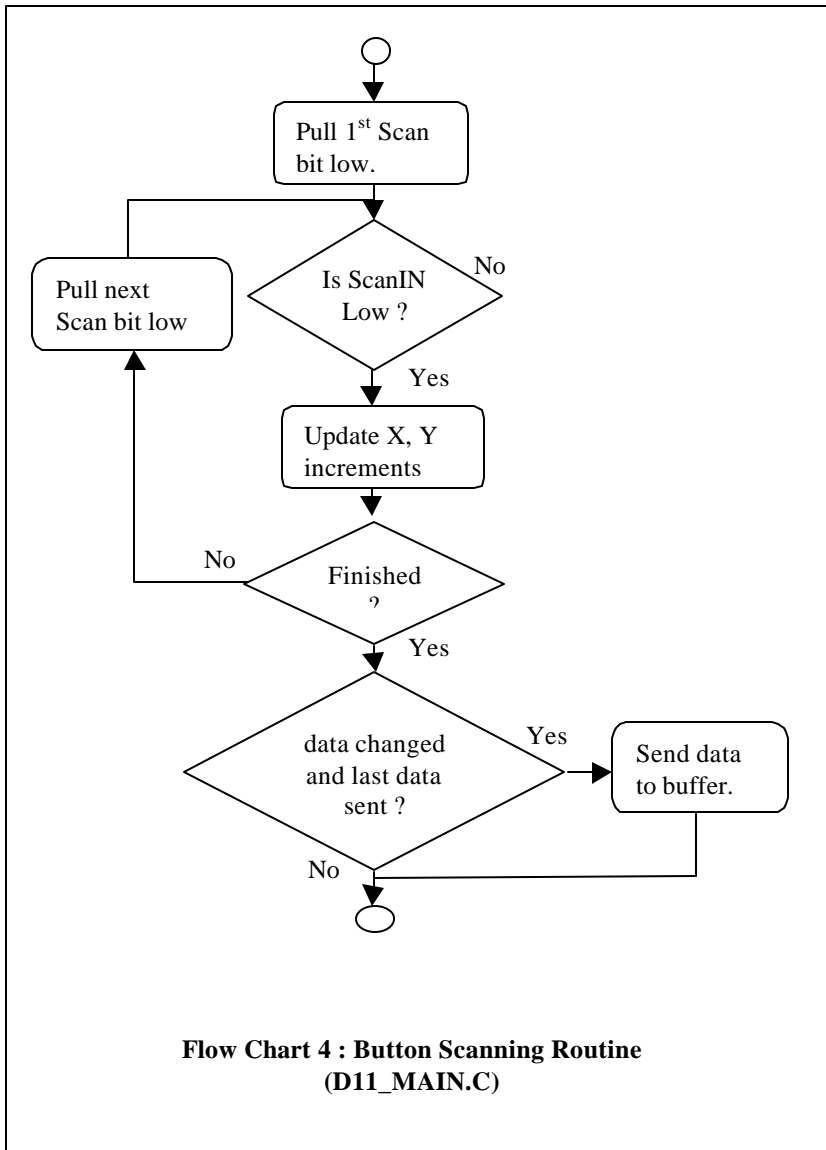 Pull 1st Scan
bit low.
Is ScanIN
Low ?
No
Pull next
Scan bit low
Yes
Update X, Y
increments
No
Finished
?
Yes
data changed
and last data
sent ?
Yes
Send data
to buffer.
No
Flow Chart 4 : Button Scanning Routine
(D11_MAIN.C)